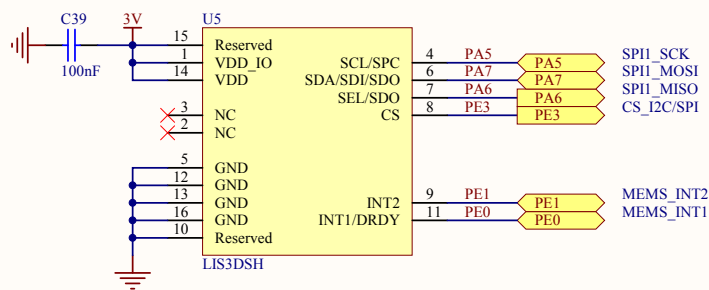 C39
3V
100nF
U5
15 Reserved
1 VDD_IO
14 VDD
3 NC
2 NC
5 GND
12 GND
13 GND
16 GND
10 Reserved
SCL/SPC 4 PA5 PA5 SPI1_SCK
SDA/SDI/SDO 6 PA7 PA7 SPI1_MOSI
SEL/SDO 7 PA6 PA6 SPI1_MISO
CS 8 PE3 PE3 CS_I2C/SPI
INT2 9 PE1 PE1 MEMS_INT2
INT1/DRDY 11 PE0 PE0 MEMS_INT1
LIS3DSH